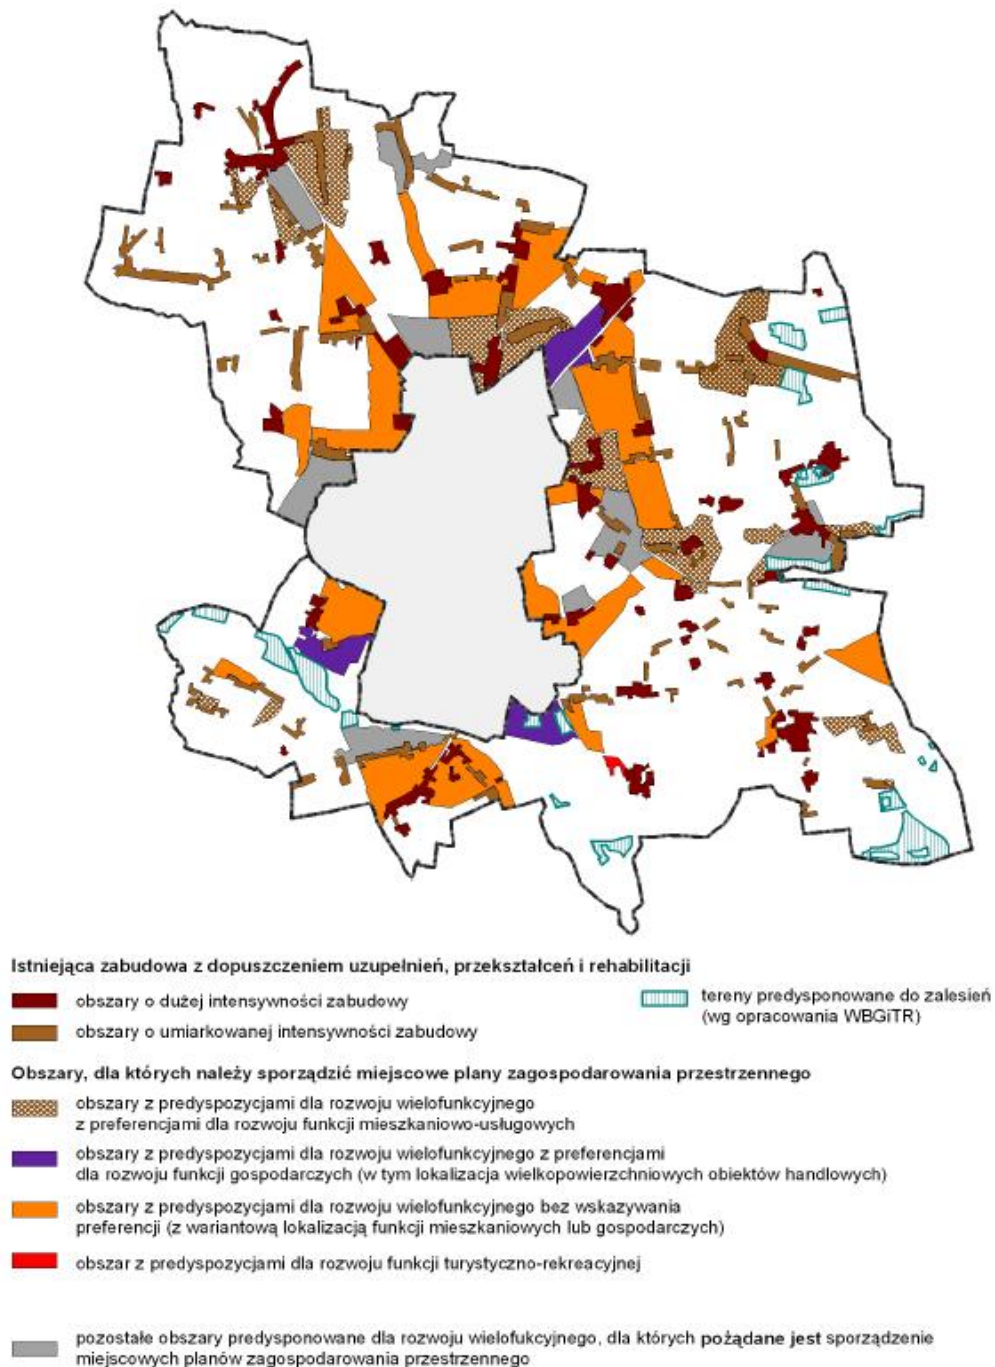 Istniejąca zabudowa z dopuszczeniem uzupełnień, przekształceń i rehabilitacji
obszary o dużej intensywności zabudowy
obszary o umiarkowanej intensywności zabudowy
tereny predysponowane do zalesień
(wg opracowania WBGiTR)
Obszary, dla których należy sporządzić miejscowe plany zagospodarowania przestrzennego
obszary z predyspozycjami dla rozwoju wielofunkcyjnego
z preferencjami dla rozwoju funkcji mieszkaniowo-usługowych
obszary z predyspozycjami dla rozwoju wielofunkcyjnego z preferencjami
dla rozwoju funkcji gospodarczych (w tym lokalizacja wielkopowierzchniowych obiektów handlowych)
obszary z predyspozycjami dla rozwoju wielofunkcyjnego bez wskazywania
preferencji (z wariantową lokalizacją funkcji mieszkaniowych lub gospodarczych)
obszar z predyspozycjami dla rozwoju funkcji turystyczno-rekreacyjnej
pozostałe obszary predysponowane dla rozwoju wielofukcyjnego, dla których pożądane jest sporządzenie
miejscowych planów zagospodarowania przestrzennego